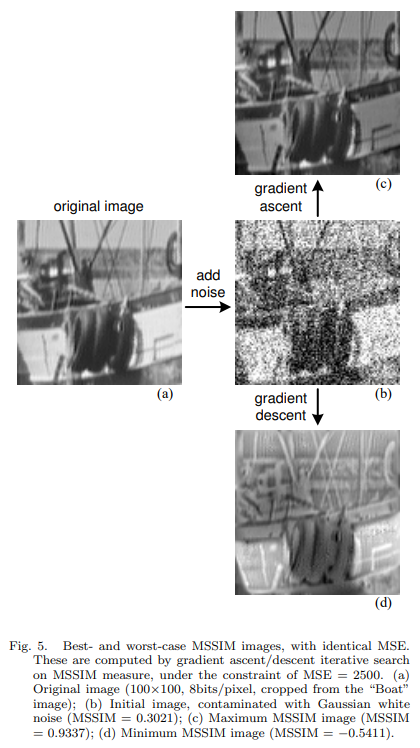 (c)
gradient
ascent
original image
add
noise
(a)
(b)
gradient
descent
(d)
Fig. 5. Best- and worst-case MSSIM images, with identical MSE.
These are computed by gradient ascent/descent iterative search
on MSSIM measure, under the constraint of MSE = 2500. (a)
Original image (100×100, 8bits/pixel, cropped from the “Boat”
image); (b) Initial image, contaminated with Gaussian white
noise (MSSIM = 0.3021); (c) Maximum MSSIM image (MSSIM
= 0.9337); (d) Minimum MSSIM image (MSSIM = −0.5411).